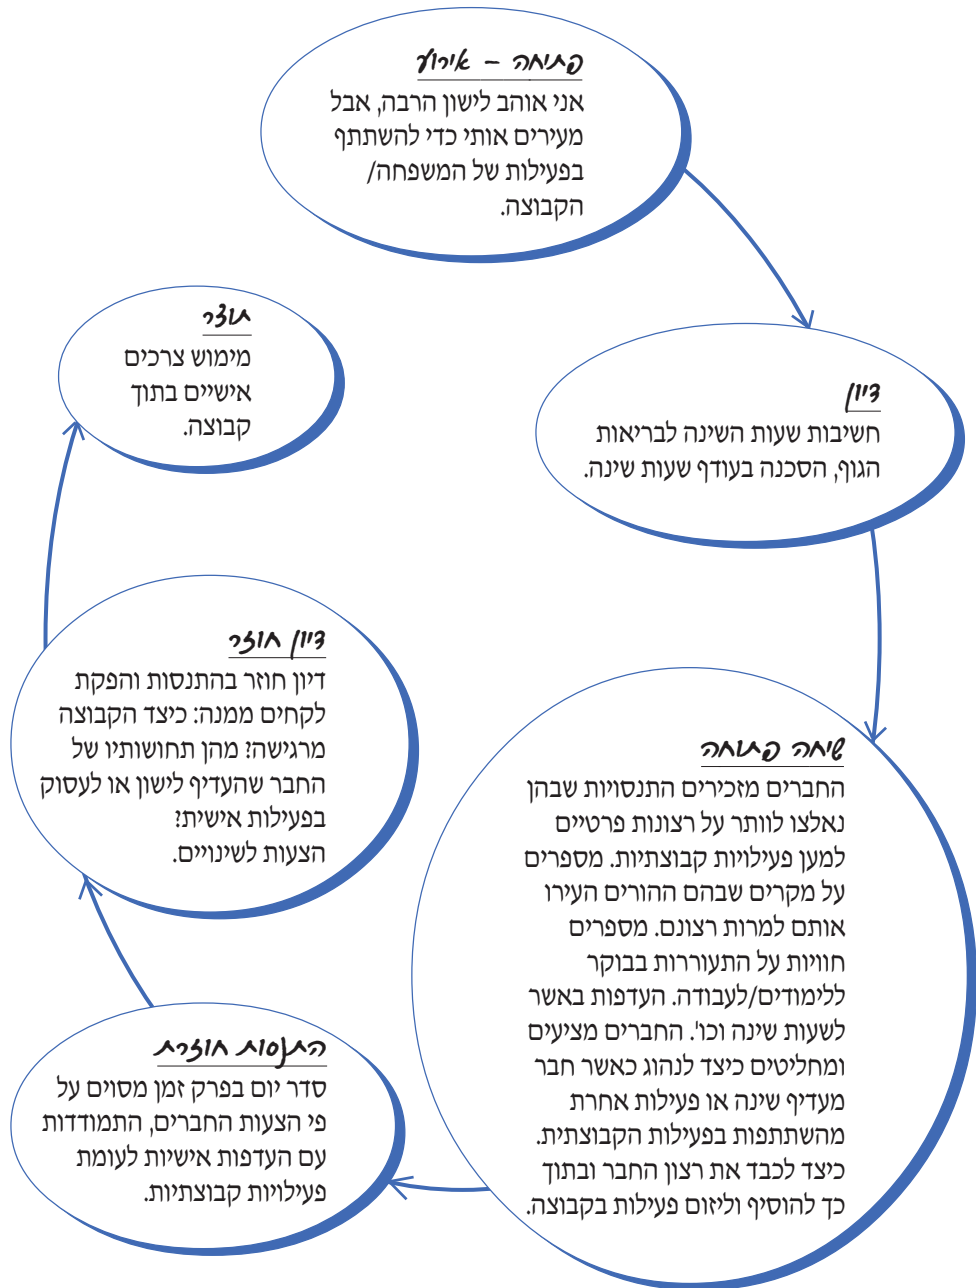 פתיחה – אירוע
אני אוהב לישון הרבה, אבל
מעירים אותי כדי להשתתף
בפעילות של המשפחה/
הקבוצה.
דיון
חשיבות שעות השינה לבריאות
הגוף, הסכנה בעודף שעות שינה.
שיחה פתוחה
החברים מזכירים התנסויות שבהן
נאלצו לוותר על רצונות פרטיים
למען פעילויות קבוצתיות. מספרים
על מקרים שבהם ההורים העירו
אותם למרות רצונם. מספרים
חוויות על התעוררות בבוקר
ללימודים/לעבודה. העדפות באשר
לשעות שינה וכו'. החברים מציעים
ומחליטים כיצד לנהוג כאשר חבר
מעדיף שינה או פעילות אחרת
מהשתתפות בפעילות הקבוצתית.
כיצד לכבד את רצון החבר ובתוך
כך להוסיף וליזום פעילות בקבוצה.
התנסות חוזרת
סדר יום בפרק זמן מסוים על
פי הצעות החברים, התמודדות
עם העדפות אישיות לעומת
פעילויות קבוצתיות.
דיון חוזר
דיון חוזר בהתנסות והפקת
לקחים ממנה: כיצד הקבוצה
מרגישה? מהן תחושותיו של
החבר שהעדיף לישון או לעסוק
בפעילות אישית?
הצעות לשינויים.
תוצר
מימוש צרכים
אישיים בתוך
קבוצה.